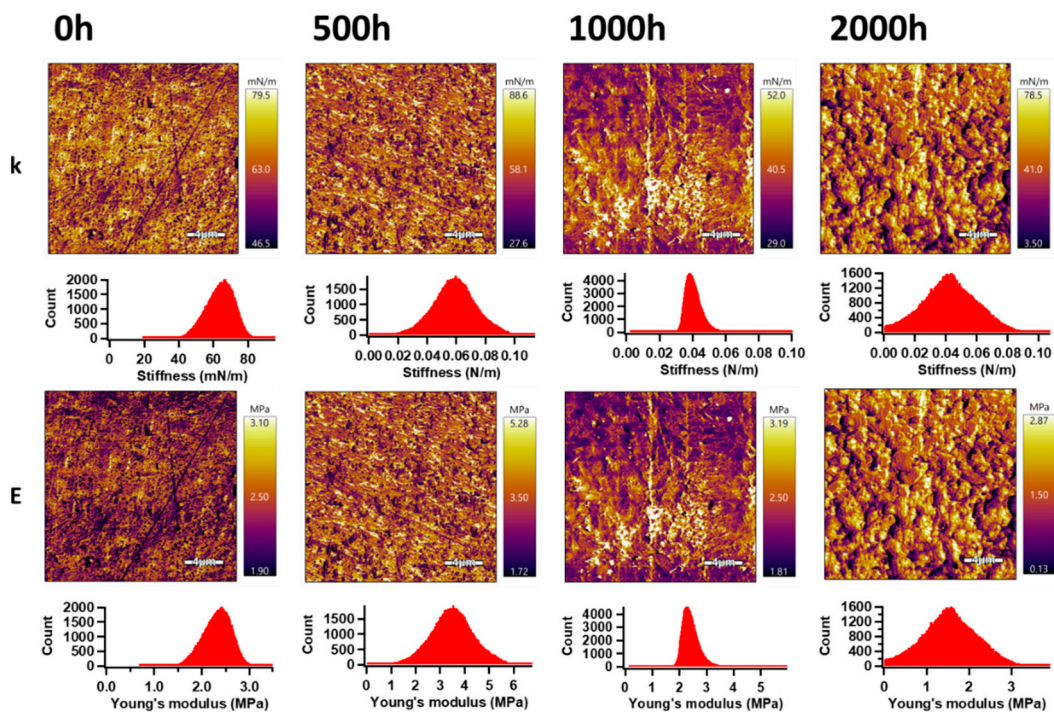 0h 500h 1000h 2000h
k
mN/m mN/m mN/m mN/m
79.5 88.6 52.0 78.5
63.0 58.1 40.5 41.0
46.5 27.6 29.0 3.50
4µm 4µm 4µm 4µm
Count
2000
1500
1000
500
0
0 20 40 60 80
Stiffness (mN/m)
Count
1500
1000
500
0
0.00 0.02 0.04 0.06 0.08 0.10
Stiffness (N/m)
Count
4000
3000
2000
1000
0
0.00 0.02 0.04 0.06 0.08 0.10
Stiffness (N/m)
Count
1600
1200
800
400
0
0.00 0.02 0.04 0.06 0.08 0.10
Stiffness (N/m)
E
MPa MPa MPa MPa
3.10 5.28 3.19 2.87
2.50 3.50 2.50 1.50
1.90 1.72 1.81 0.13
4µm 4µm 4µm 4µm
Count
2000
1500
1000
500
0
0.0 1.0 2.0 3.0
Young's modulus (MPa)
Count
1500
1000
500
0
0 1 2 3 4 5 6
Young's modulus (MPa)
Count
4000
3000
2000
1000
0
0 1 2 3 4 5
Young's modulus (MPa)
Count
1600
1200
800
400
0
0 1 2 3
Young's modulus (MPa)